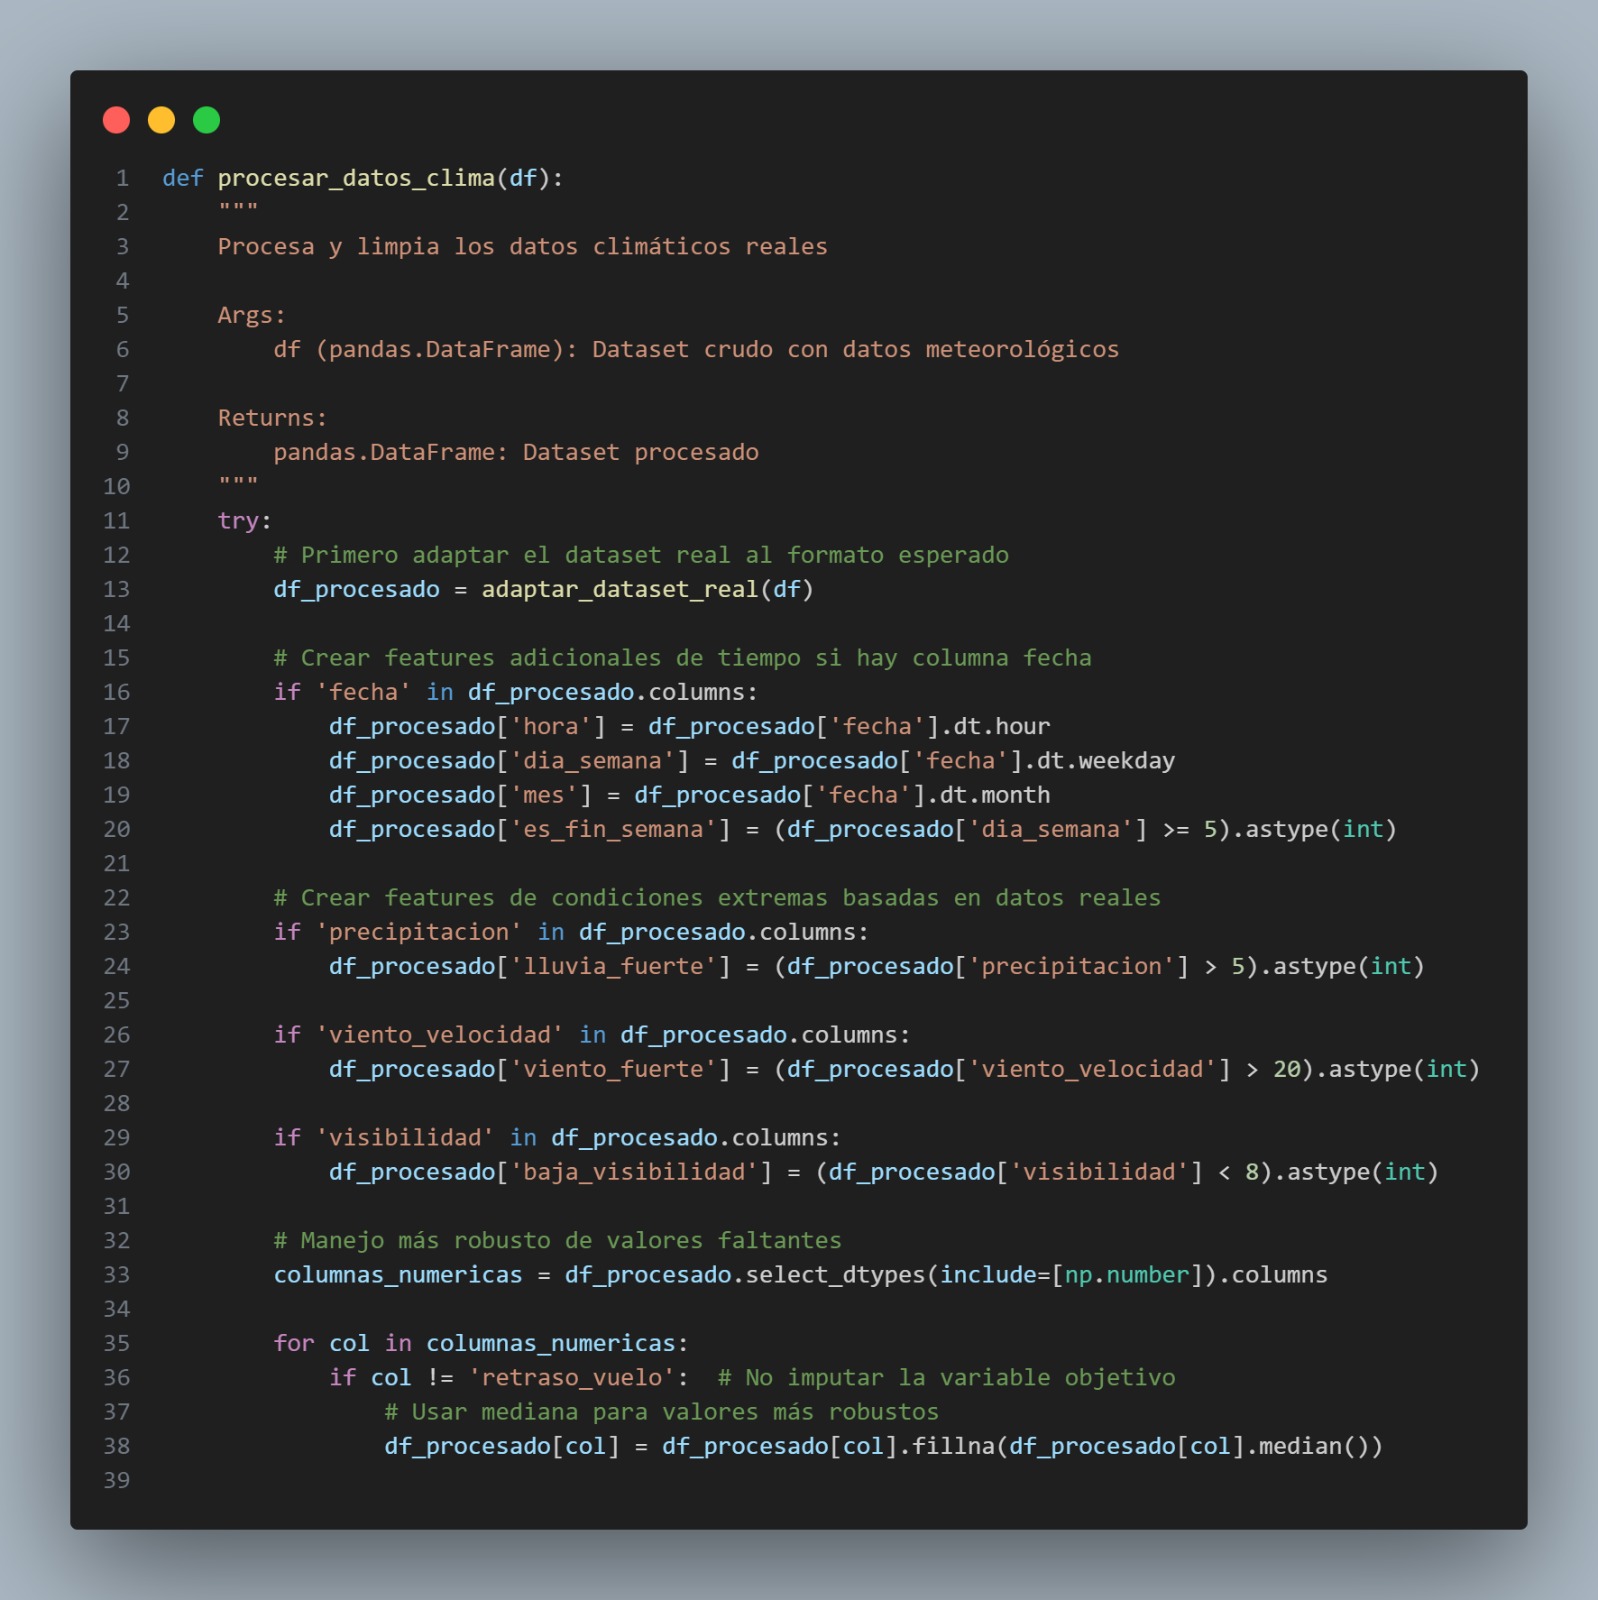 1 def procesar_datos_clima(df):
2     """
3     Procesa y limpia los datos climáticos reales
4
5     Args:
6         df (pandas.DataFrame): Dataset crudo con datos meteorológicos
7
8     Returns:
9         pandas.DataFrame: Dataset procesado
10     """
11     try:
12         # Primero adaptar el dataset real al formato esperado
13         df_procesado = adaptar_dataset_real(df)
14
15         # Crear features adicionales de tiempo si hay columna fecha
16         if 'fecha' in df_procesado.columns:
17             df_procesado['hora'] = df_procesado['fecha'].dt.hour
18             df_procesado['dia_semana'] = df_procesado['fecha'].dt.weekday
19             df_procesado['mes'] = df_procesado['fecha'].dt.month
20             df_procesado['es_fin_semana'] = (df_procesado['dia_semana'] >= 5).astype(int)
21
22         # Crear features de condiciones extremas basadas en datos reales
23         if 'precipitacion' in df_procesado.columns:
24             df_procesado['lluvia_fuerte'] = (df_procesado['precipitacion'] > 5).astype(int)
25
26         if 'viento_velocidad' in df_procesado.columns:
27             df_procesado['viento_fuerte'] = (df_procesado['viento_velocidad'] > 20).astype(int)
28
29         if 'visibilidad' in df_procesado.columns:
30             df_procesado['baja_visibilidad'] = (df_procesado['visibilidad'] < 8).astype(int)
31
32         # Manejo más robusto de valores faltantes
33         columnas_numericas = df_procesado.select_dtypes(include=[np.number]).columns
34
35         for col in columnas_numericas:
36             if col != 'retraso_vuelo':  # No imputar la variable objetivo
37                 # Usar mediana para valores más robustos
38                 df_procesado[col] = df_procesado[col].fillna(df_procesado[col].median())
39